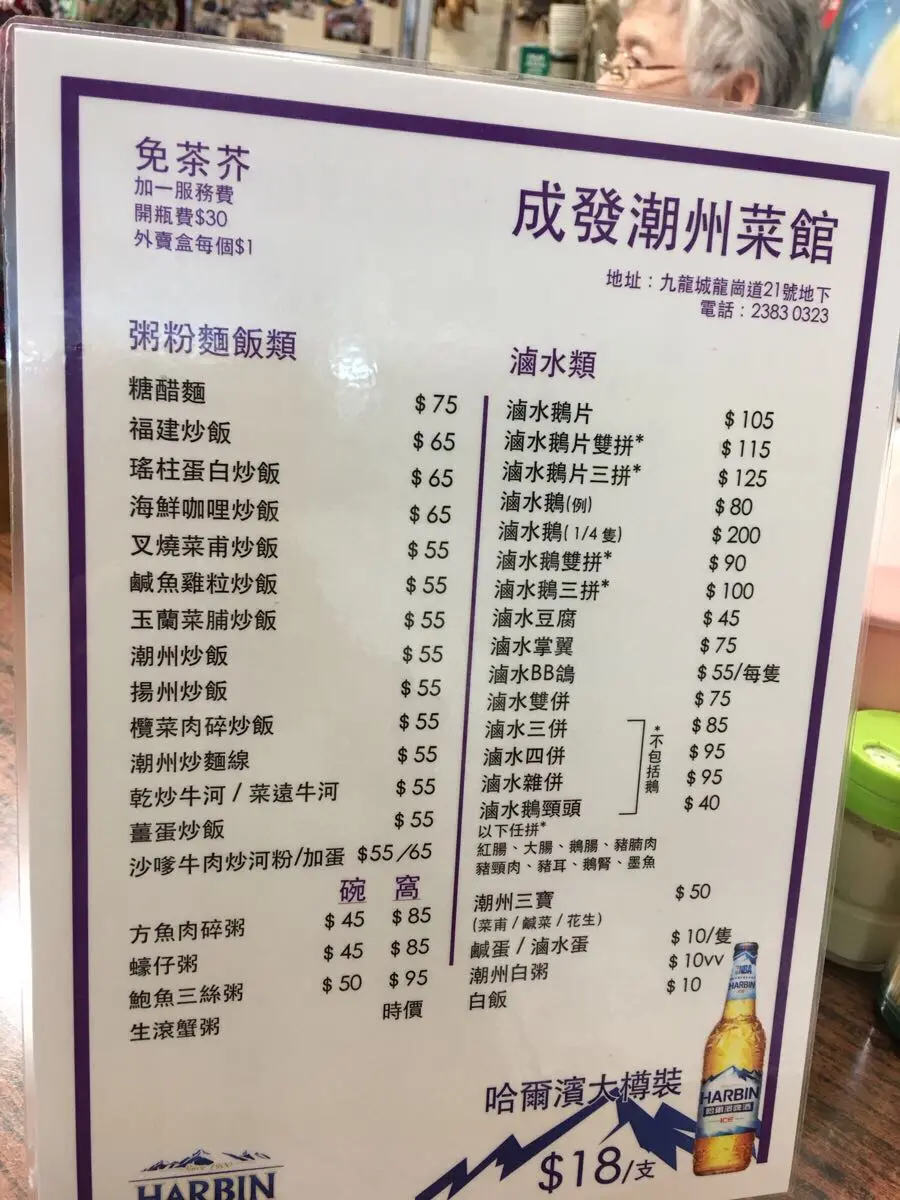 免茶芥
加一服務費
開瓶費$30
外賣盒每個$1
成發潮州菜館
地址：九龍城龍崗道21號地下
電話：2383 0323
粥粉麵飯類
糖醋麵 $75
福建炒飯 $65
瑤柱蛋白炒飯 $65
海鮮咖哩炒飯 $65
叉燒菜甫炒飯 $55
鹹魚雞粒炒飯 $55
玉蘭菜脯炒飯 $55
潮州炒飯 $55
揚州炒飯 $55
欖菜肉碎炒飯 $55
潮州炒麵線 $55
乾炒牛河 / 菜遠牛河 $55
薑蛋炒飯 $55
沙嗲牛肉炒河粉/加蛋 $55/65
碗 窩
方魚肉碎粥 $45 $85
蠔仔粥 $45 $85
鮑魚三絲粥 $50 $95
生滾蟹粥 時價
滷水類
滷水鵝片 $105
滷水鵝片雙拼* $115
滷水鵝片三拼* $125
滷水鵝(例) $80
滷水鵝(1/4隻) $200
滷水鵝雙拼* $90
滷水鵝三拼* $100
滷水豆腐 $45
滷水掌翼 $75
滷水BB鴿 $55/每隻
滷水雙併 $75
滷水三併 $85
滷水四併 $95
滷水雜併 $95
滷水鵝頸頭 $40
*不包括鵝
以下任拼*
紅腸、大腸、鵝腸、豬腩肉
豬頸肉、豬耳、鵝腎、墨魚
潮州三寶 $50
(菜甫/鹹菜/花生)
鹹蛋 / 滷水蛋 $10/隻
潮州白粥 $10vv
白飯 $10
哈爾濱大樽裝
$18/支
NBA
HARBIN
HARBIN
哈爾濱啤酒
ICE
Since 1900
HARBIN